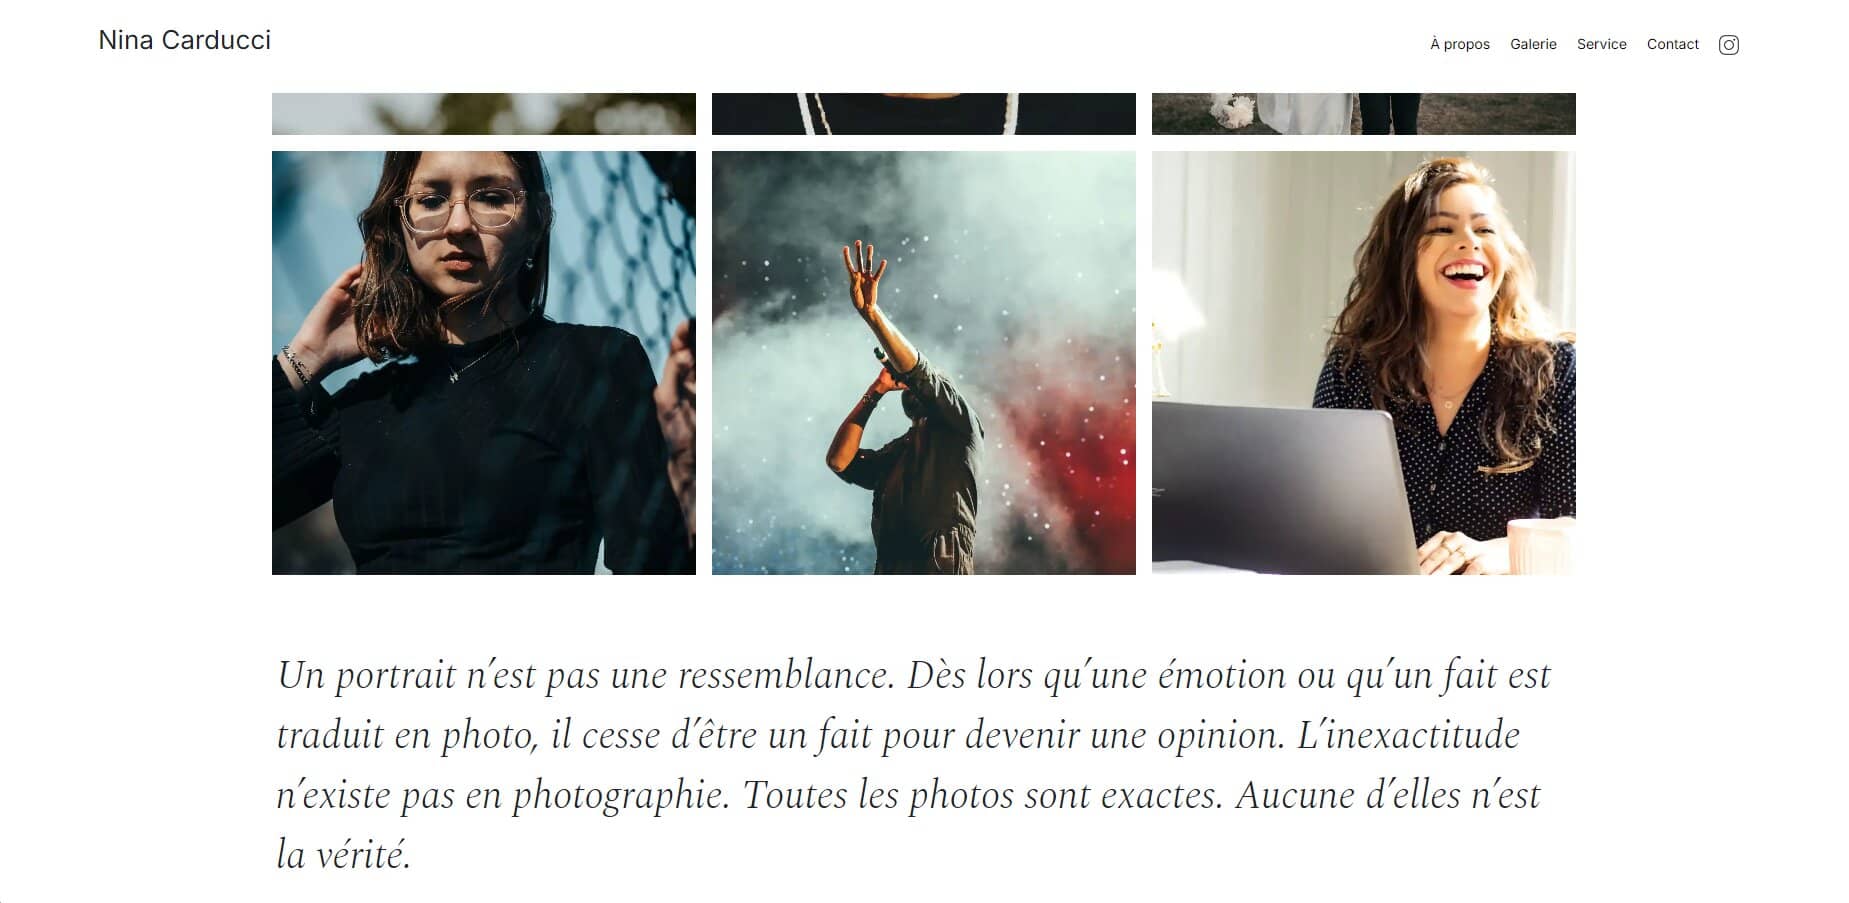 Nina Carducci
À propos Galerie Service Contact
Un portrait n’est pas une ressemblance. Dès lors qu’une émotion ou qu’un fait est
traduit en photo, il cesse d’être un fait pour devenir une opinion. L’inexactitude
n’existe pas en photographie. Toutes les photos sont exactes. Aucune d’elles n’est
la vérité.